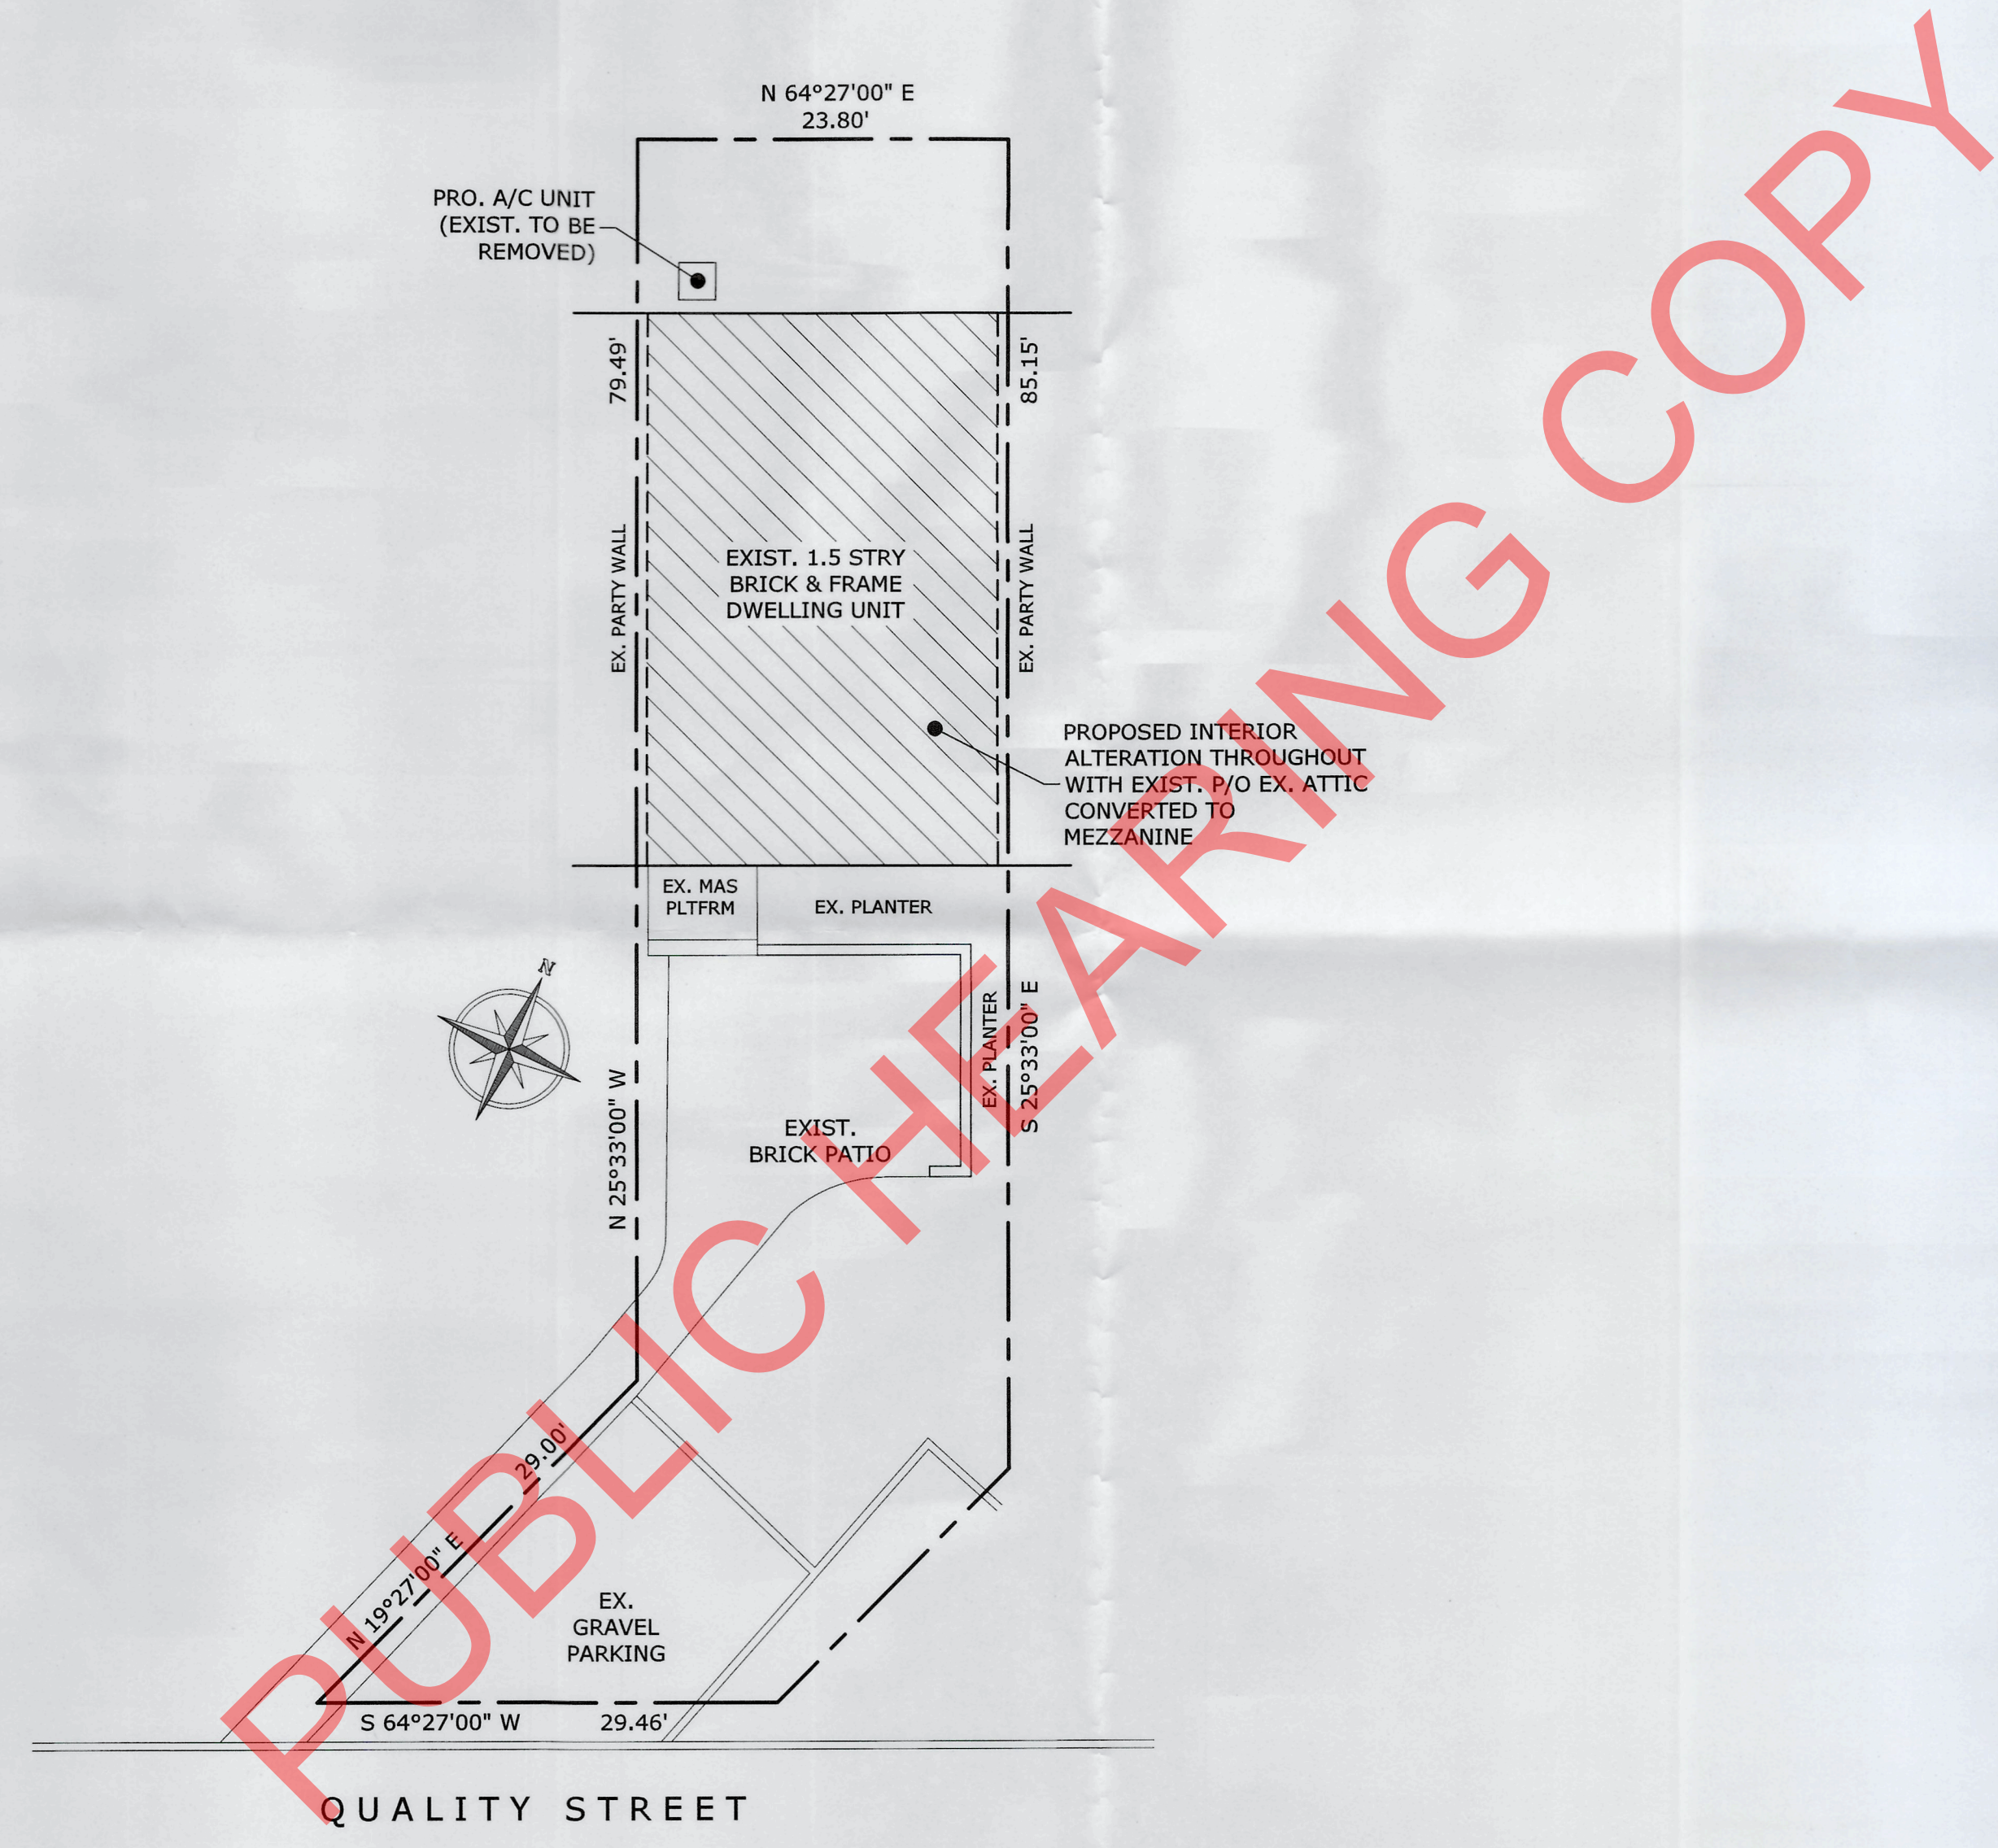 N 64°27'00" E
23.80'
PRO. A/C UNIT
(EXIST. TO BE
REMOVED)
79.49'
85.15'
EX. PARTY WALL
EX. PARTY WALL
EXIST. 1.5 STRY
BRICK & FRAME
DWELLING UNIT
PROPOSED INTERIOR
ALTERATION THROUGHOUT
WITH EXIST. P/O EX. ATTIC
CONVERTED TO
MEZZANINE
EX. MAS
PLTFRM
EX. PLANTER
N
EX. PLANTER
S 25°33'00" E
N 25°33'00" W
EXIST.
BRICK PATIO
29.00'
N 19°27'00" E
EX.
GRAVEL
PARKING
S 64°27'00" W
29.46'
QUALITY STREET
PUBLIC HEARING COPY